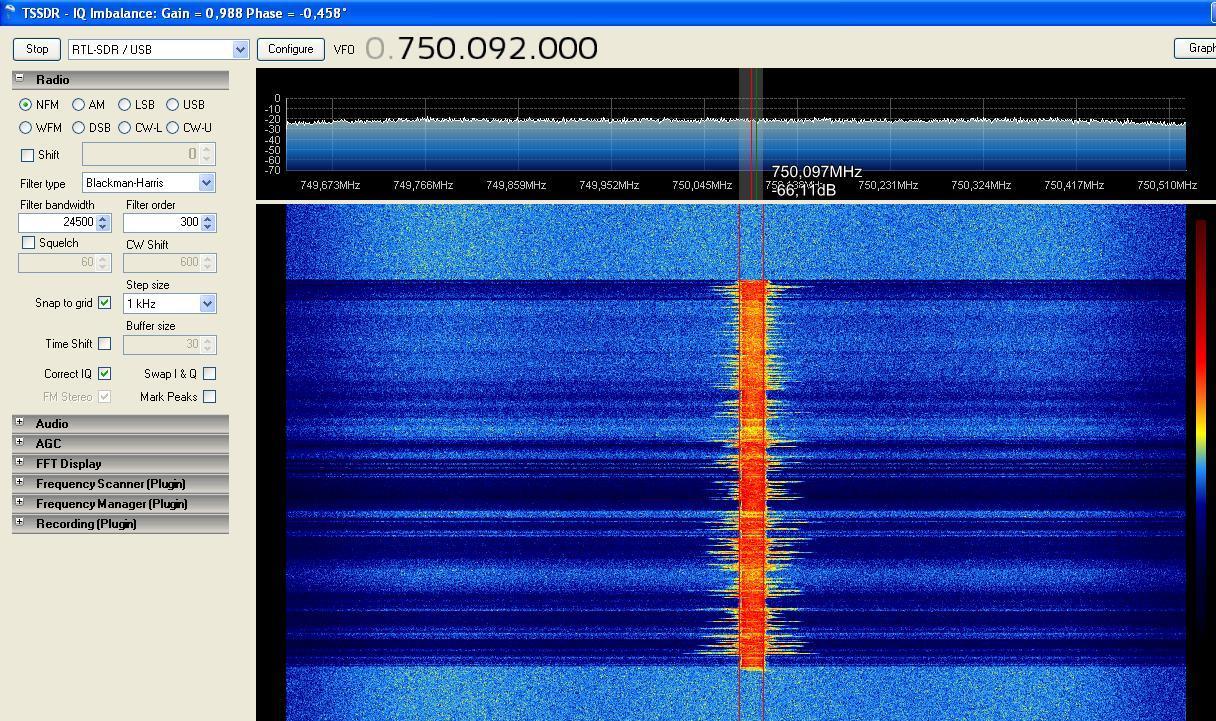 TSSDR - IQ Imbalance: Gain = 0,988 Phase = -0,458°
Stop RTL-SDR / USB Configure VFO 0.750.092.000 Graph
Radio
NFM AM LSB USB
WFM DSB CW-L CW-U
Shift 0
Filter type Blackman-Harris
Filter bandwidth Filter order
24500 300
Squelch CW Shift
60 600
Step size
Snap to grid 1 kHz
Buffer size
Time Shift 30
Correct IQ Swap I & Q
FM Stereo Mark Peaks
Audio
AGC
FFT Display
Frequency Scanner (Plugin)
Frequency Manager (Plugin)
Recording (Plugin)
0
-10
-20
-30
-40
-50
-60
-70
750,097MHz
-66,11dB
749,673MHz 749,766MHz 749,859MHz 749,952MHz 750,045MHz 750,231MHz 750,324MHz 750,417MHz 750,510MHz